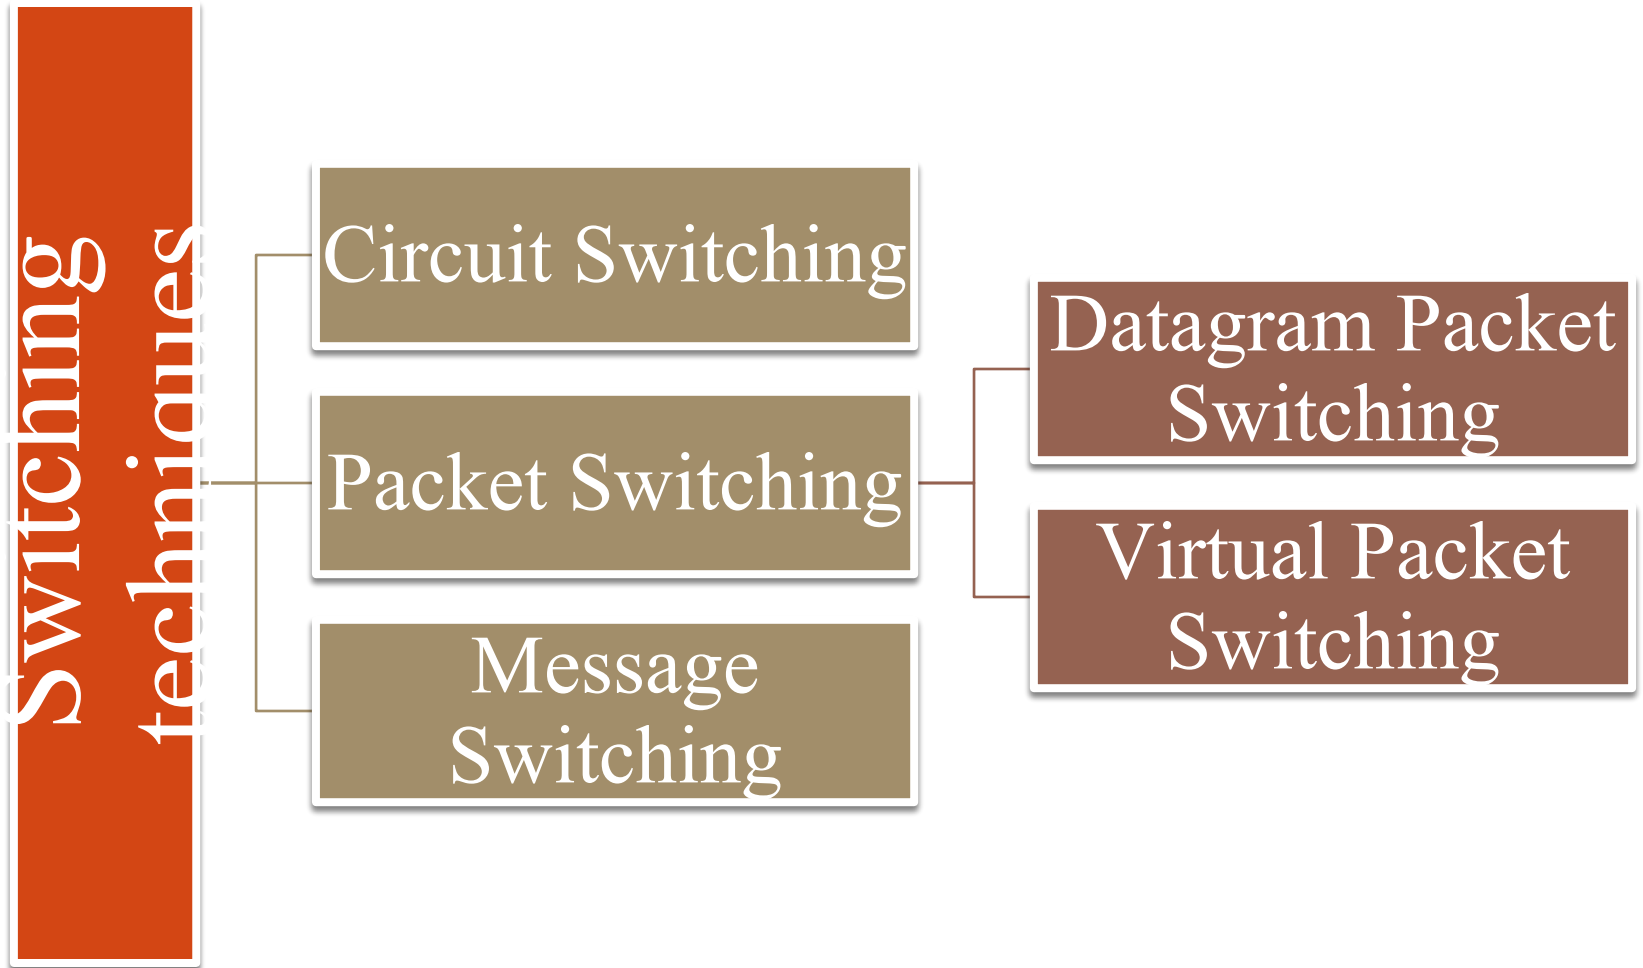 Switching
techniques
Circuit Switching
Packet Switching
Message
Switching
Datagram Packet
Switching
Virtual Packet
Switching